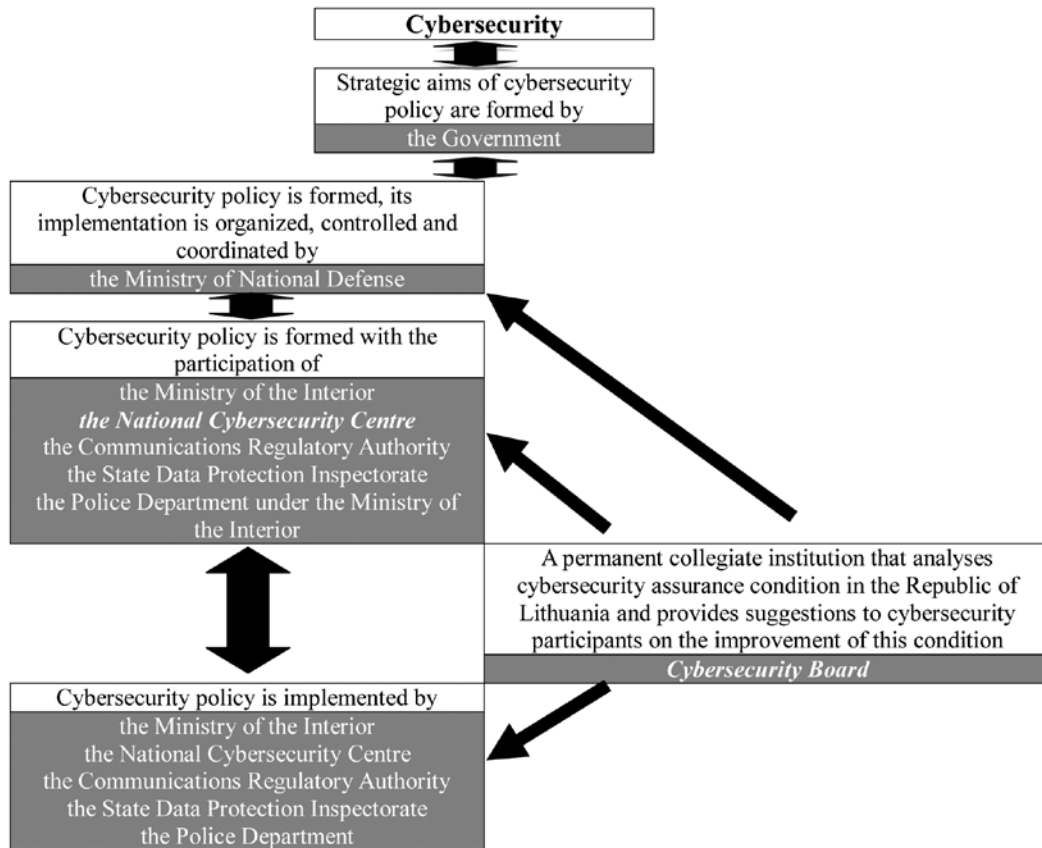 Cybersecurity
Strategic aims of cybersecurity
policy are formed by
the Government
Cybersecurity policy is formed, its
implementation is organized, controlled and
coordinated by
the Ministry of National Defense
Cybersecurity policy is formed with the
participation of
the Ministry of the Interior
the National Cybersecurity Centre
the Communications Regulatory Authority
the State Data Protection Inspectorate
the Police Department under the Ministry of
the Interior
A permanent collegiate institution that analyses
cybersecurity assurance condition in the Republic of
Lithuania and provides suggestions to cybersecurity
participants on the improvement of this condition
Cybersecurity Board
Cybersecurity policy is implemented by
the Ministry of the Interior
the National Cybersecurity Centre
the Communications Regulatory Authority
the State Data Protection Inspectorate
the Police Department